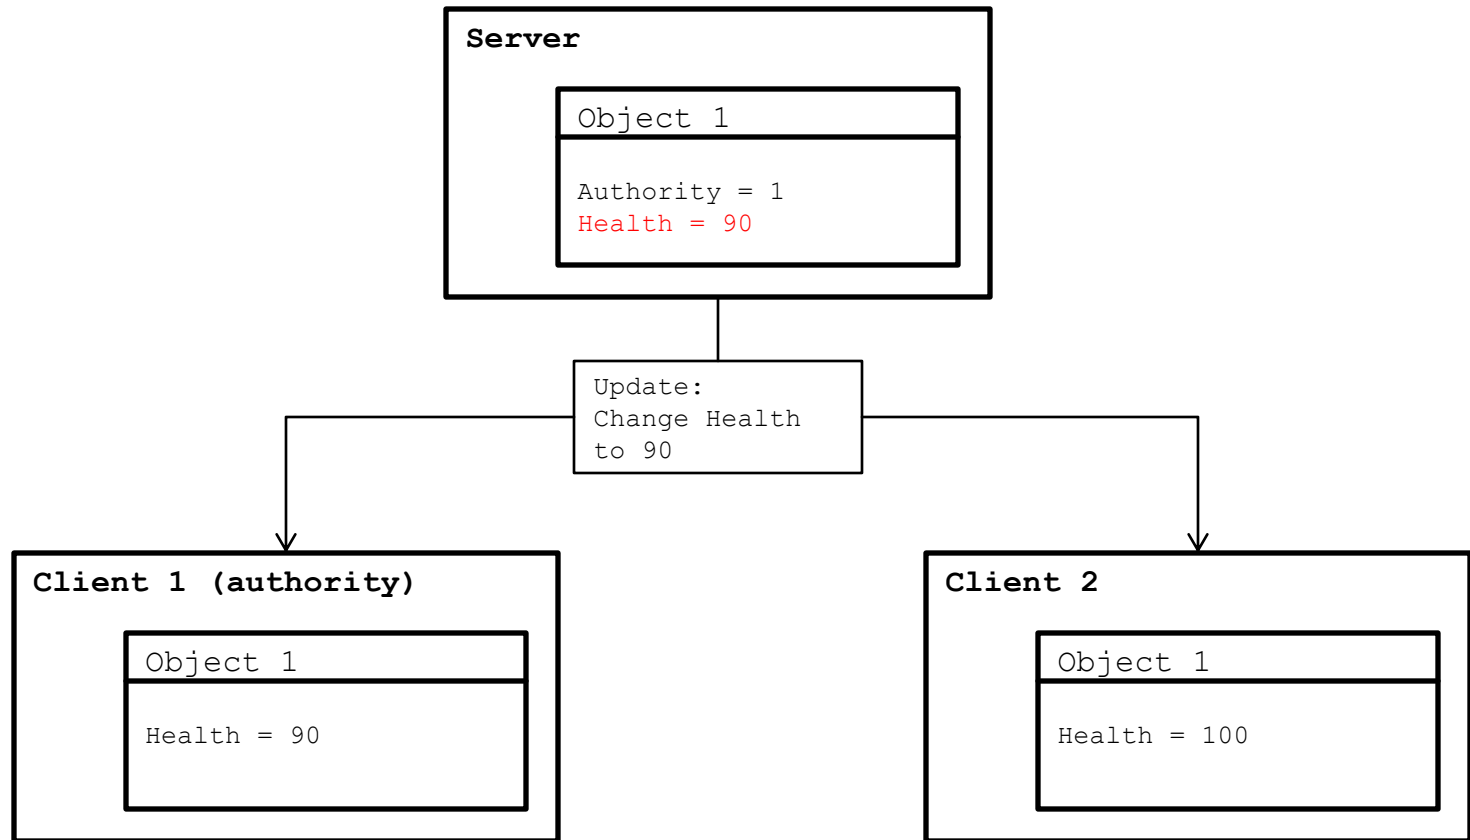 Server
Object 1
Authority = 1
Health = 90
Update:
Change Health
to 90
Client 1 (authority)
Object 1
Health = 90
Client 2
Object 1
Health = 100